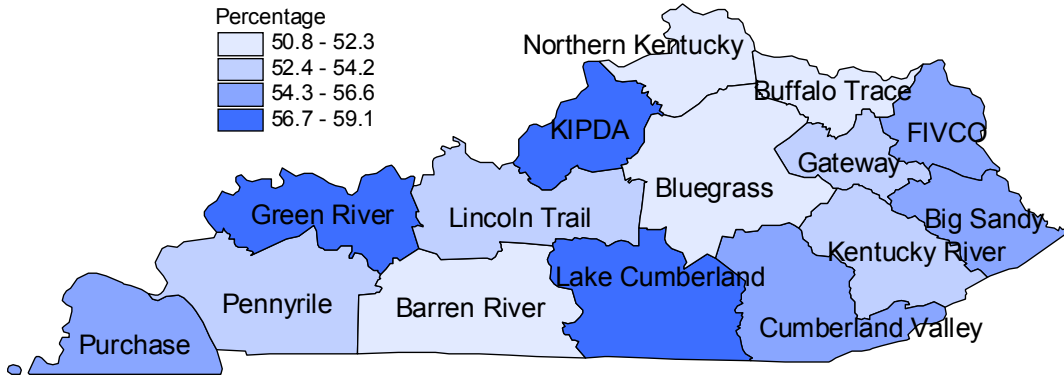 Percentage
50.8 - 52.3
52.4 - 54.2
54.3 - 56.6
56.7 - 59.1
Northern Kentucky
Buffalo Trace
KIPDA
FIVCO
Gateway
Bluegrass
Green River
Lincoln Trail
Big Sandy
Kentucky River
Lake Cumberland
Pennyrile
Barren River
Cumberland Valley
Purchase